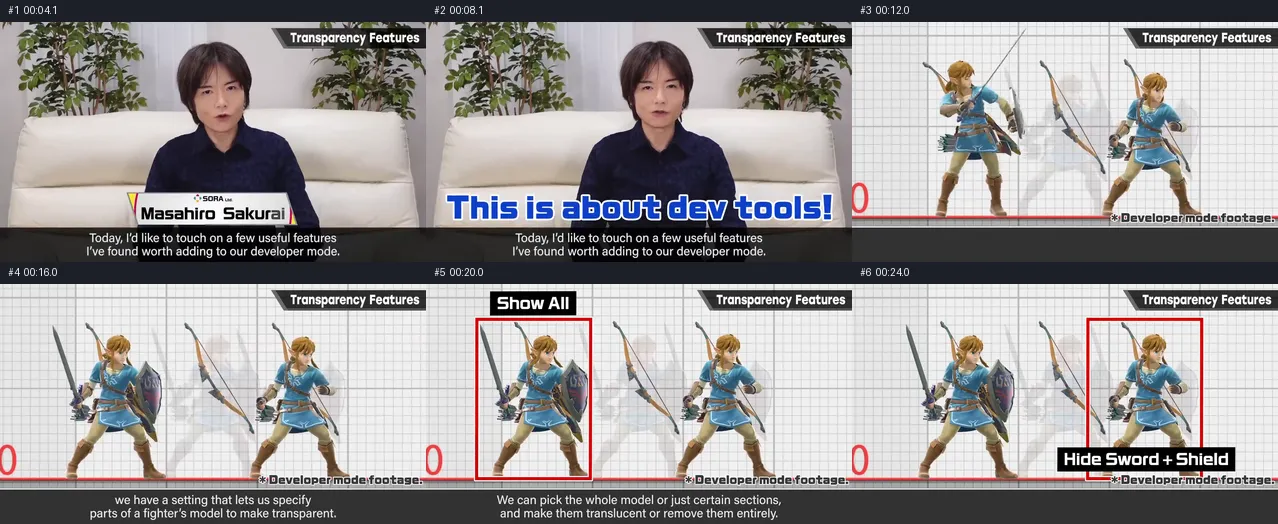 #1 00:04.1
Transparency Features
SORA Ltd.
Masahiro Sakurai
Today, I'd like to touch on a few useful features
I've found worth adding to our developer mode.
#2 00:08.1
Transparency Features
This is about dev tools!
Today, I'd like to touch on a few useful features
I've found worth adding to our developer mode.
#3 00:12.0
Transparency Features
0
* Developer mode footage.
#4 00:16.0
Transparency Features
0
* Developer mode footage.
we have a setting that lets us specify
parts of a fighter's model to make transparent.
#5 00:20.0
Show All
Transparency Features
0
* Developer mode footage.
We can pick the whole model or just certain sections,
and make them translucent or remove them entirely.
#6 00:24.0
Transparency Features
0
Hide Sword + Shield
* Developer mode footage.